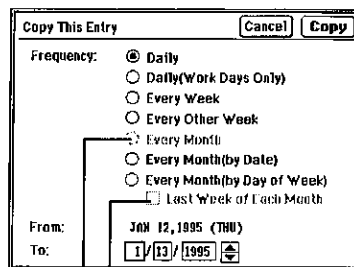 Copy This Entry Cancel Copy
Frequency: Daily
Daily(Work Days Only)
Every Week
Every Other Week
Every Month
Every Month(by Date)
Every Month(by Day of Week)
Last Week of Each Month
From: JAN 12,1995 (THU)
To: 1/13/1995